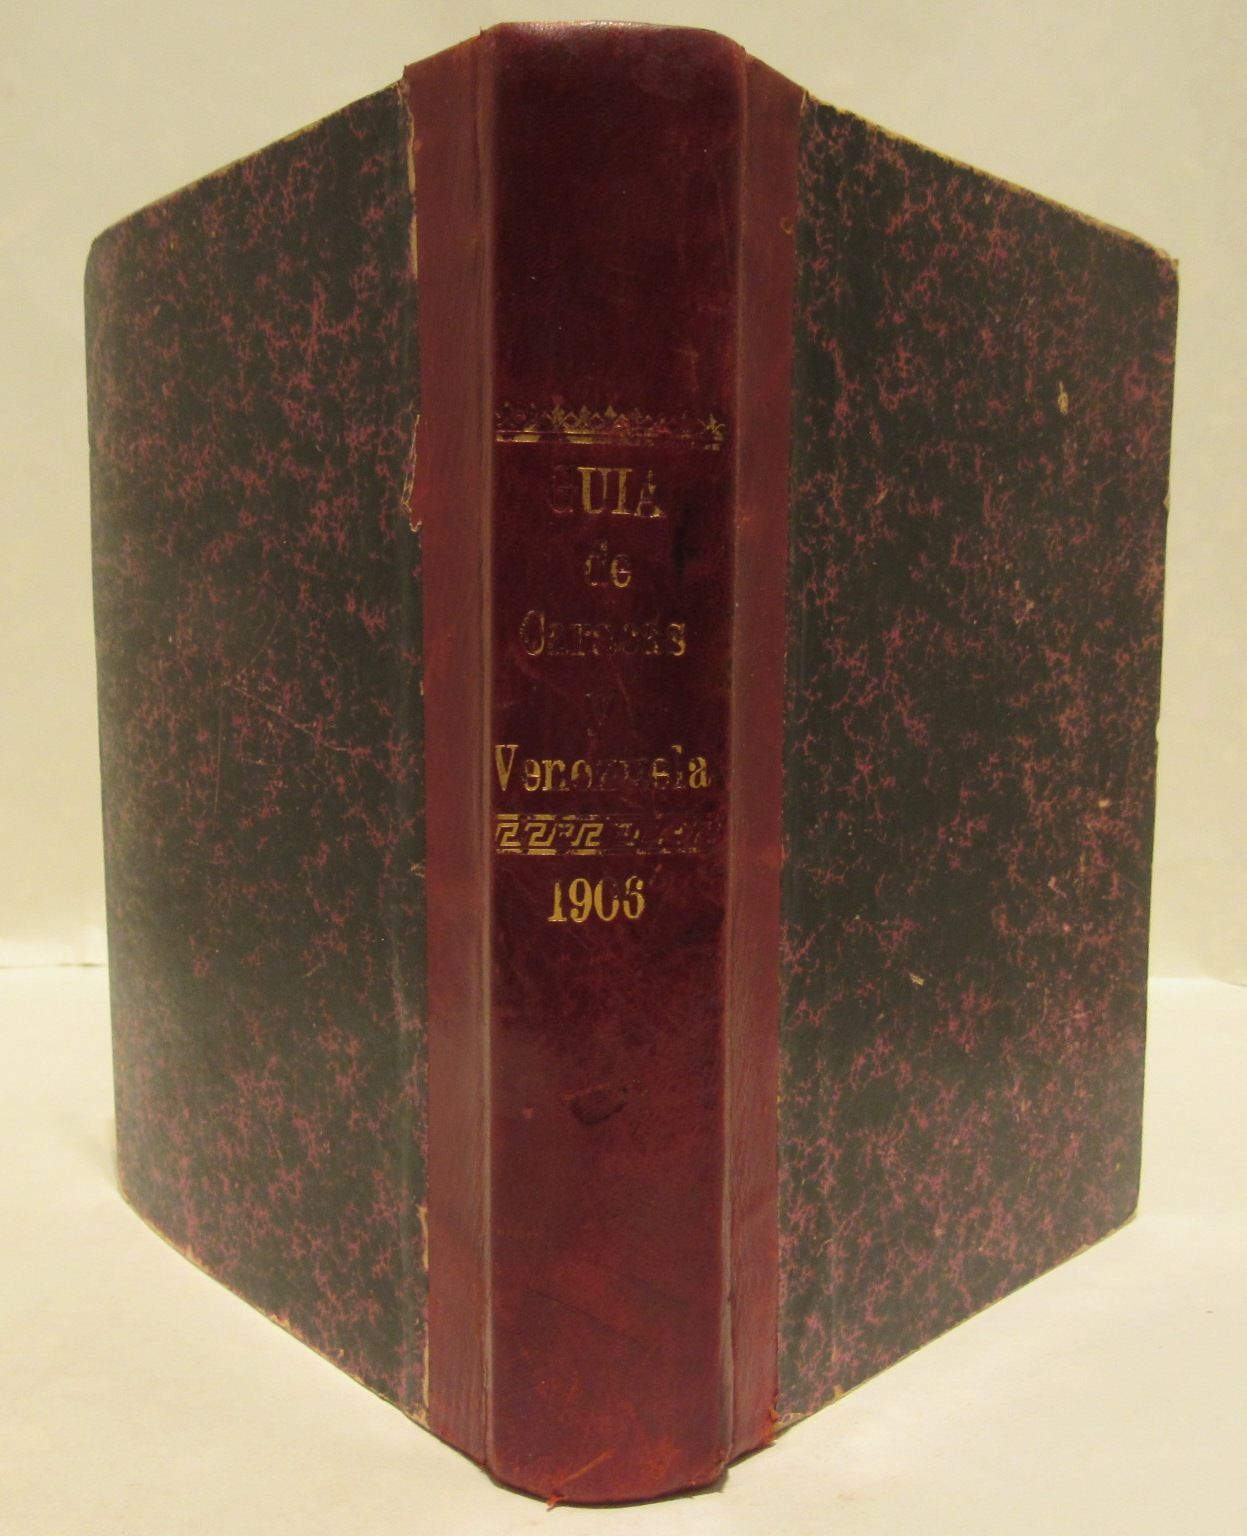 GUIA
de
Caracas
y
Venezuela
1906